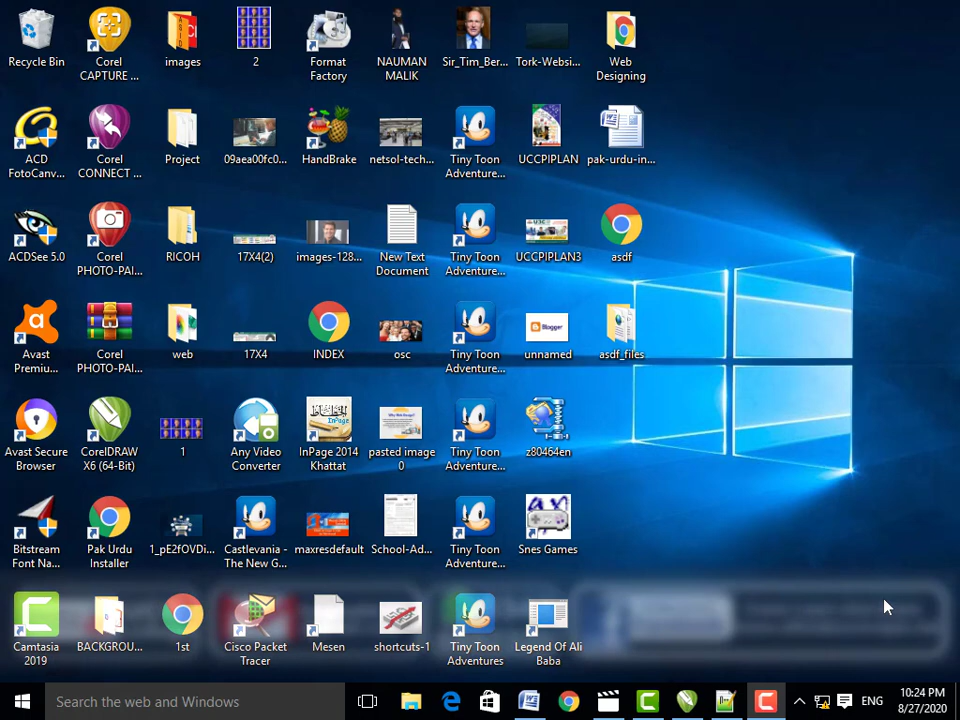 Recycle Bin
Corel
CAPTURE ...
images
2
Format
Factory
NAUMAN
MALIK
Sir_Tim_Ber...
Tork-Websi...
Web
Designing
ACD
FotoCanv...
Corel
CONNECT ...
Project
09aea00fc0...
HandBrake
netsol-tech...
Tiny Toon
Adventure...
UCCPIPLAN
pak-urdu-in...
ACDSee 5.0
Corel
PHOTO-PAI...
RICOH
17X4(2)
images-128...
New Text
Document
Tiny Toon
Adventure...
UCCPIPLAN3
asdf
Avast
Premiu...
Corel
PHOTO-PAI...
web
17X4
INDEX
osc
Tiny Toon
Adventure...
Blogger
unnamed
asdf_files
Avast Secure
Browser
CorelDRAW
X6 (64-Bit)
1
Any Video
Converter
InPage
InPage 2014
Khattat
pasted image
0
Tiny Toon
Adventure...
z80464en
Bitstream
Font Na...
Pak Urdu
Installer
1_pE2fOVDi...
Castlevania -
The New G...
maxresdefault
School-Ad...
Tiny Toon
Adventure...
Snes Games
Camtasia
2019
BACKGROU...
1st
Cisco Packet
Tracer
Mesen
shortcuts-1
Tiny Toon
Adventures
Legend Of Ali
Baba
Search the web and Windows
ENG
10:24 PM
8/27/2020